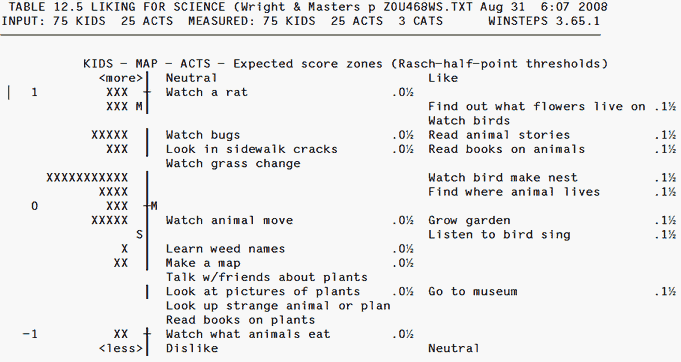 TABLE 12.5 LIKING FOR SCIENCE (Wright & Masters p ZOU468WS.TXT Aug 31  6:07 2008
INPUT: 75 KIDS  25 ACTS  MEASURED: 75 KIDS  25 ACTS  3 CATS      WINSTEPS 3.65.1
KIDS - MAP - ACTS - Expected score zones (Rasch-half-point thresholds)
<more>| Neutral Like
| 1 XXX ┼ Watch a rat .0½
XXX M| Find out what flowers live on .1½
Watch birds
XXXXX | Watch bugs .0½ Read animal stories .1½
XXX | Look in sidewalk cracks .0½ Read books on animals .1½
Watch grass change
XXXXXXXXXXX | Watch bird make nest .1½
XXXX | Find where animal lives .1½
0 XXX ┼M
XXXXX | Watch animal move .0½ Grow garden .1½
S| Listen to bird sing .1½
X | Learn weed names .0½
XX | Make a map .0½
Talk w/friends about plants
| Look at pictures of plants .0½ Go to museum .1½
Look up strange animal or plan
Read books on plants
-1 XX ┼ Watch what animals eat .0½
<less>| Dislike Neutral